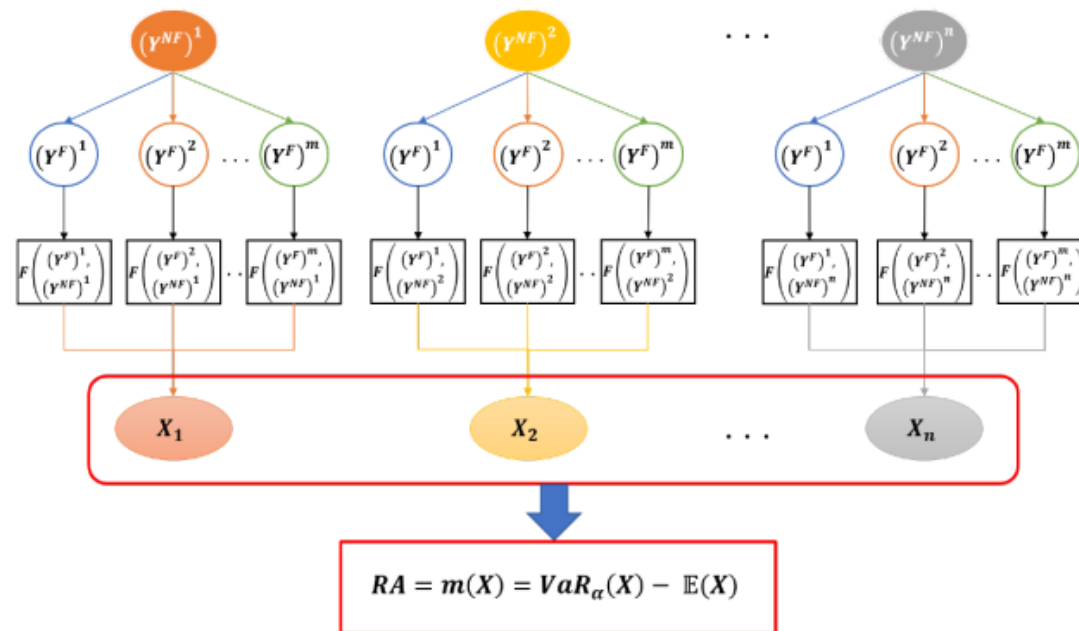 (Y^{NF})^1 (Y^{NF})^2 . . . (Y^{NF})^n
(Y^F)^1 (Y^F)^2 ... (Y^F)^m (Y^F)^1 (Y^F)^2 ... (Y^F)^m (Y^F)^1 (Y^F)^2 ... (Y^F)^m
F((Y^F)^1, (Y^{NF})^1) F((Y^F)^2, (Y^{NF})^1) . . F((Y^F)^m, (Y^{NF})^1) F((Y^F)^1, (Y^{NF})^2) F((Y^F)^2, (Y^{NF})^2) . . F((Y^F)^m, (Y^{NF})^2) F((Y^F)^1, (Y^{NF})^n) F((Y^F)^2, (Y^{NF})^n) . . F((Y^F)^m, (Y^{NF})^n)
X_1 X_2 . . . X_n
RA = m(X) = VaR_α(X) − 𝔼(X)